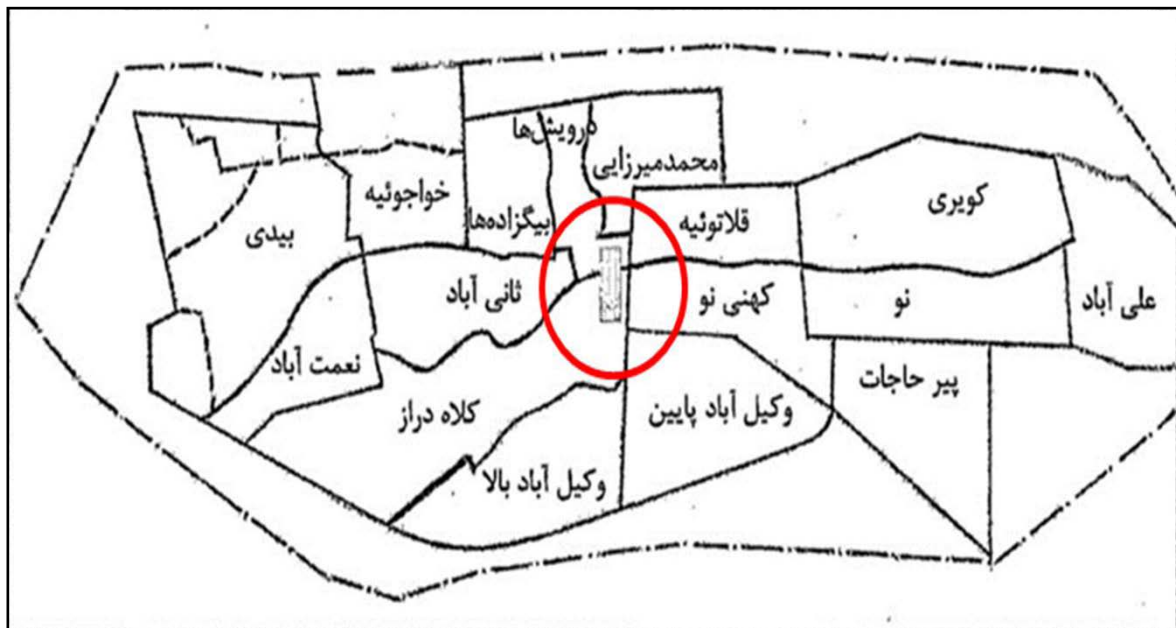 درویش‌ها
محمدمیرزایی
خواجوئیه
کویری
بیگزاده‌ها
قلاتوئیه
بیدی
ثانی آباد
کهنی نو
نو
علی آباد
نعمت آباد
پیر حاجات
کلاه دراز
وکیل آباد پایین
وکیل آباد بالا